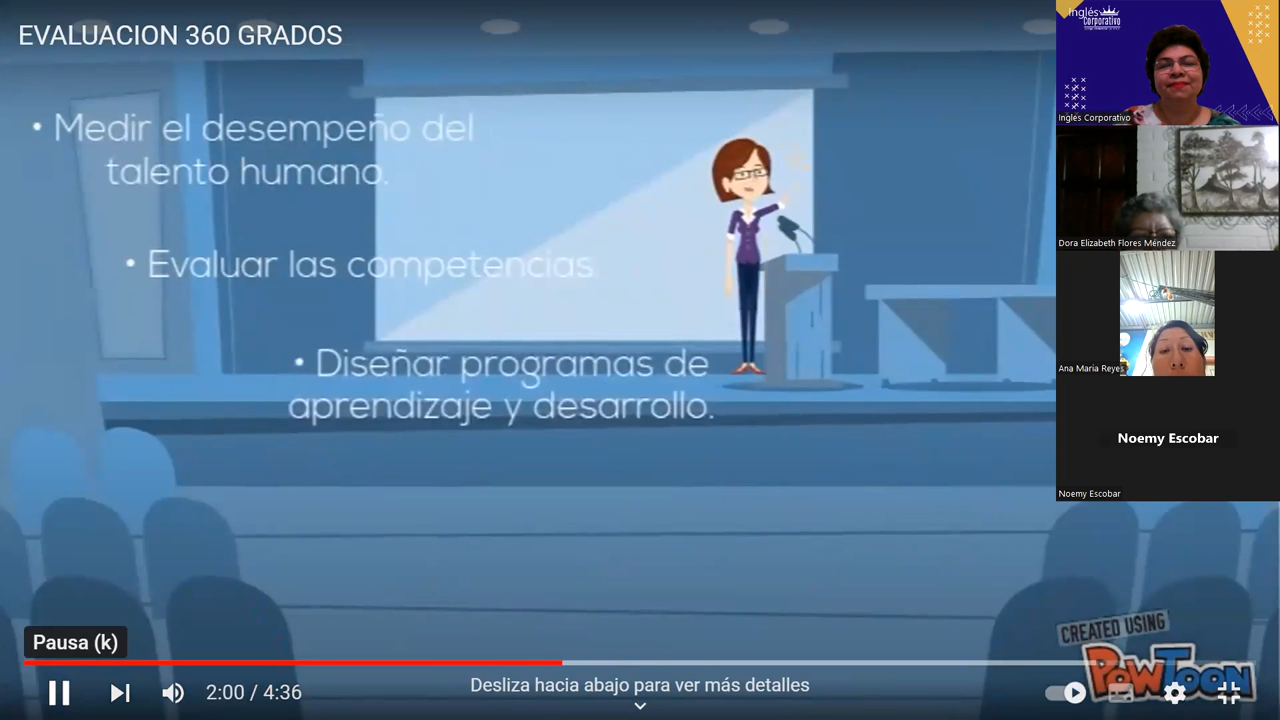 EVALUACION 360 GRADOS
• Medir el desempeño del
talento humano.
• Evaluar las competencias.
• Diseñar programas de
aprendizaje y desarrollo.
Pausa (k)
2:00 / 4:36
Desliza hacia abajo para ver más detalles
CREATED USING
POWTOON
Inglés
Corporativo
Inglés Corporativo
Dora Elizabeth Flores Méndez
Ana Maria Reyes
Noemy Escobar
Noemy Escobar